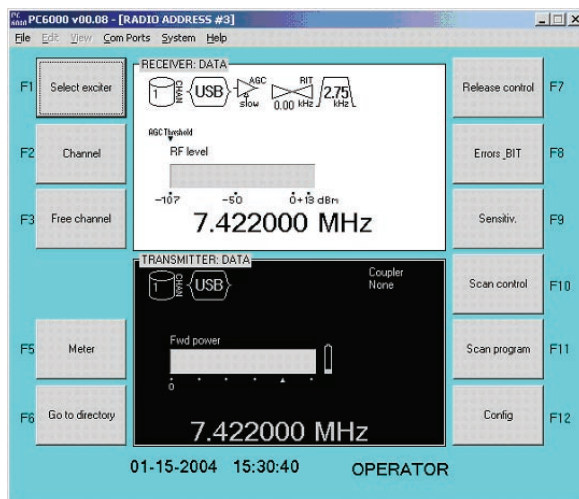 PC6000 v00.08 - [RADIO ADDRESS #3]
File Edit View Com Ports System Help
F1 Select exciter
F2 Channel
F3 Free channel
F5 Meter
F6 Go to directory
RECEIVER: DATA
1 CHAN USB AGC slow RIT 0.00 kHz 2.75 kHz
AGC Threshold
RF level
-107 -50 0 +13 dBm
7.422000 MHz
TRANSMITTER: DATA
1 CHAN USB
Coupler
None
Fwd power
0
7.422000 MHz
Release control F7
Errors_BIT F8
Sensitiv. F9
Scan control F10
Scan program F11
Config F12
01-15-2004 15:30:40 OPERATOR